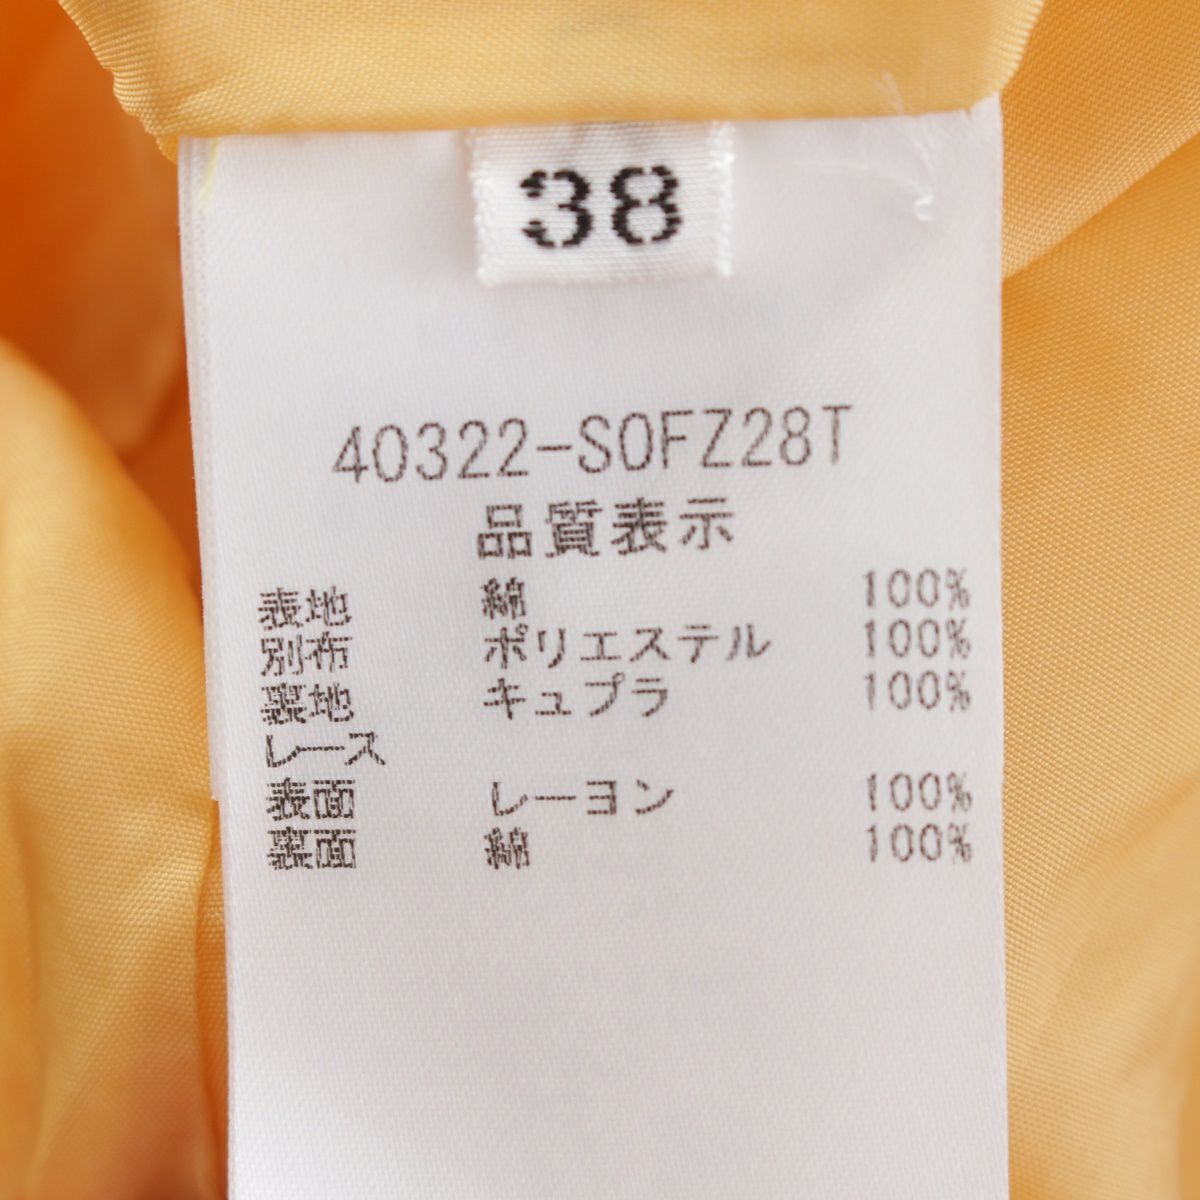 38
40322-S0FZ28T
品質表示
表地 綿 100%
別布 ポリエステル 100%
裏地 キュプラ 100%
レース
表面 レーヨン 100%
裏面 綿 100%